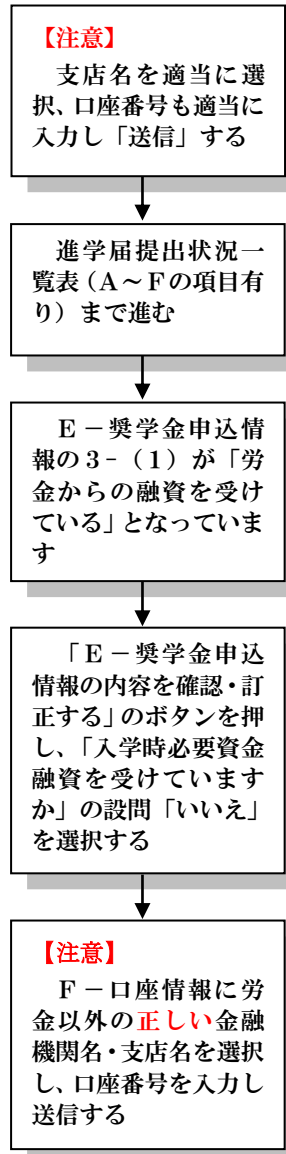 【注意】
支店名を適当に選
択、口座番号も適当に
入力し「送信」する
進学届提出状況一
覧表（A～Fの項目有
り）まで進む
E－奨学金申込情
報の3-（1）が「労
金からの融資を受け
ている」となっていま
す
「E－奨学金申込
情報の内容を確認・訂
正する」のボタンを押
し、「入学時必要資金
融資を受けています
か」の設問「いいえ」
を選択する
【注意】
F－口座情報に労
金以外の正しい金融
機関名・支店名を選択
し、口座番号を入力し
送信する